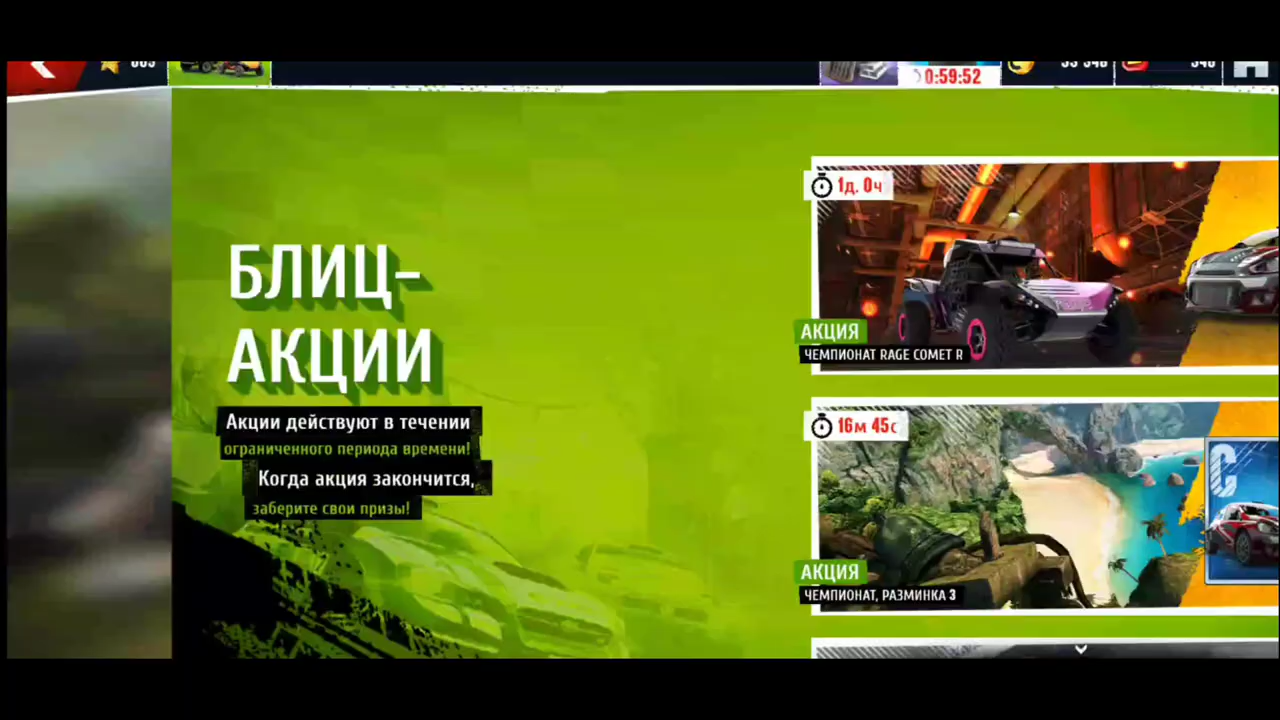 0:59:52
БЛИЦ-
АКЦИИ
Акции действуют в течении
ограниченного периода времени!
Когда акция закончится,
заберите свои призы!
1д. 0ч
АКЦИЯ
ЧЕМПИОНАТ RAGE COMET R
16м 45с
C
АКЦИЯ
ЧЕМПИОНАТ, РАЗМИНКА 3